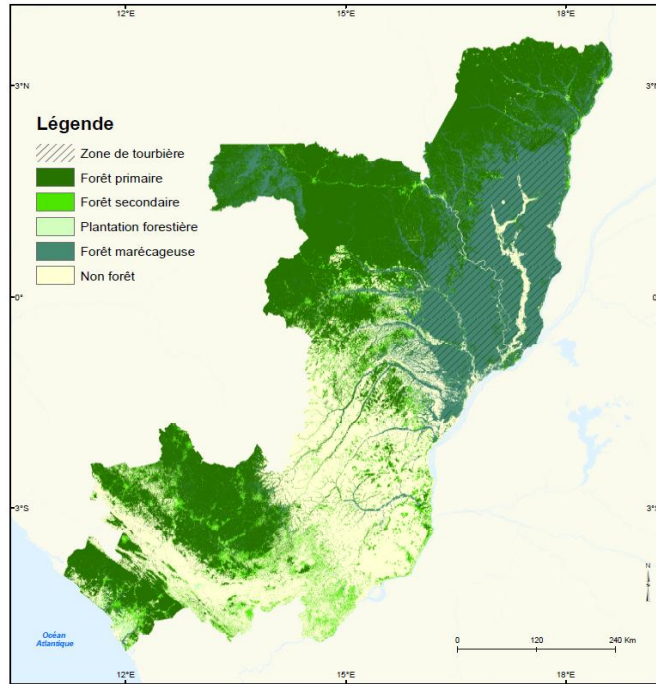 12°E 15°E 18°E
3°N 3°N
Légende
Zone de tourbière
Forêt primaire
Forêt secondaire
Plantation forestière
Forêt marécageuse
Non forêt
0° 0°
3°S 3°S
N
Océan
Atlantique
0 120 240 Km
12°E 15°E 18°E